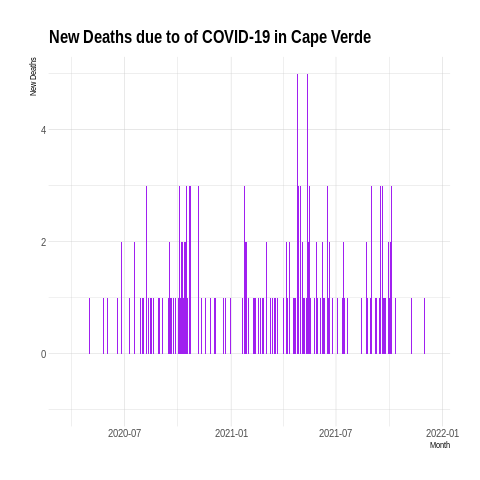 New Deaths due to of COVID-19 in Cape Verde
New Deaths
4
2
0
2020-07 2021-01 2021-07 2022-01
Month